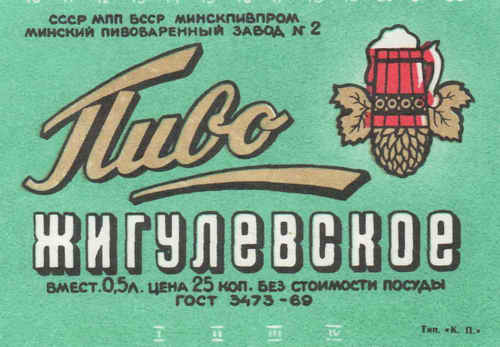 СССР МПП БССР МИНСКПИВПРОМ
МИНСКИЙ ПИВОВАРЕННЫЙ ЗАВОД № 2
Пиво
ЖИГУЛЕВСКОЕ
ВМЕСТ. 0,5Л. ЦЕНА 25 КОП. БЕЗ СТОИМОСТИ ПОСУДЫ
ГОСТ 3473-69
I II III IV
Тип. «К. П.»